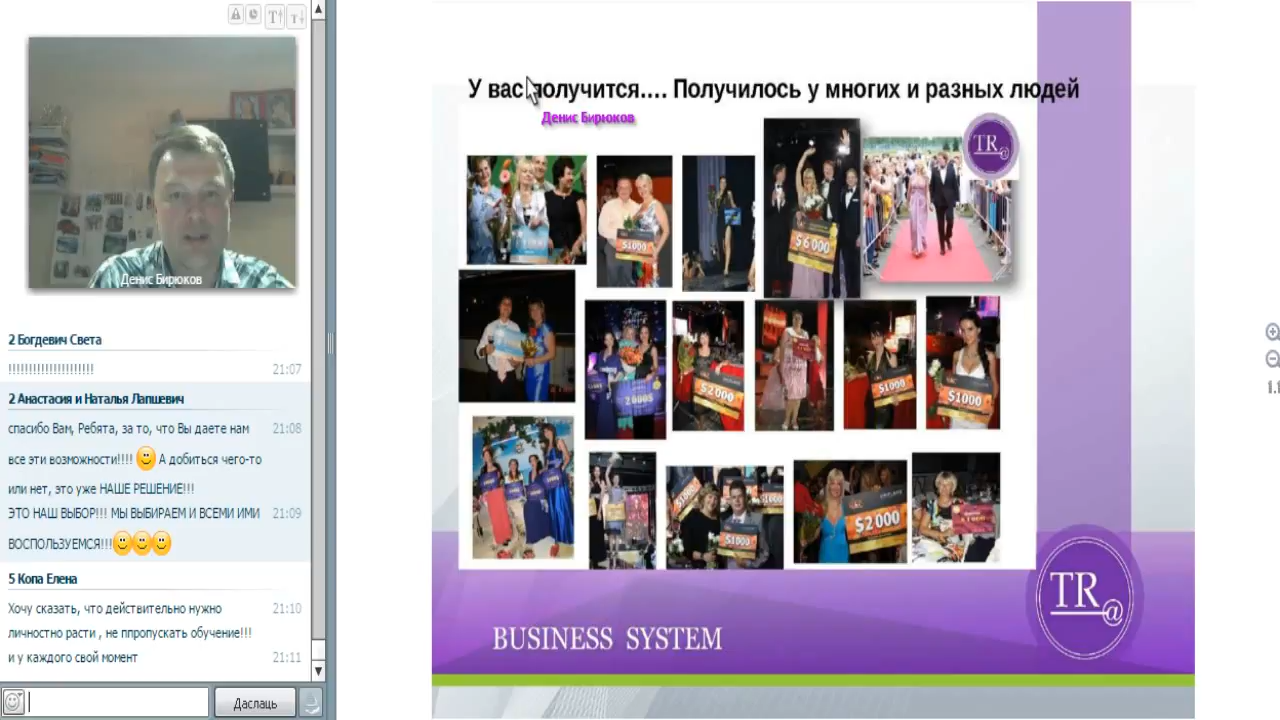 Денис Бирюков
2 Богдевич Света
!!!!!!!!!!!!!!!!!!!!!!
21:07
2 Анастасия и Наталья Лапшевич
спасибо Вам, Ребята, за то, что Вы даете нам
21:08
все эти возможности!!!! А добиться чего-то
или нет, это уже НАШЕ РЕШЕНИЕ!!!
ЭТО НАШ ВЫБОР!!! МЫ ВЫБИРАЕМ И ВСЕМИ ИМИ
21:09
ВОСПОЛЬЗУЕМСЯ!!!
5 Копа Елена
Хочу сказать, что действительно нужно
21:10
личностно расти , не ппропускать обучение!!!
и у каждого свой момент
21:11
Даслаць
У вас получится.... Получилось у многих и разных людей
Денис Бирюков
TR@
$1000
$6000
2000$
$2000
$1000
$1000
$1000
$1000
$1000
$2000
BUSINESS SYSTEM
TR@